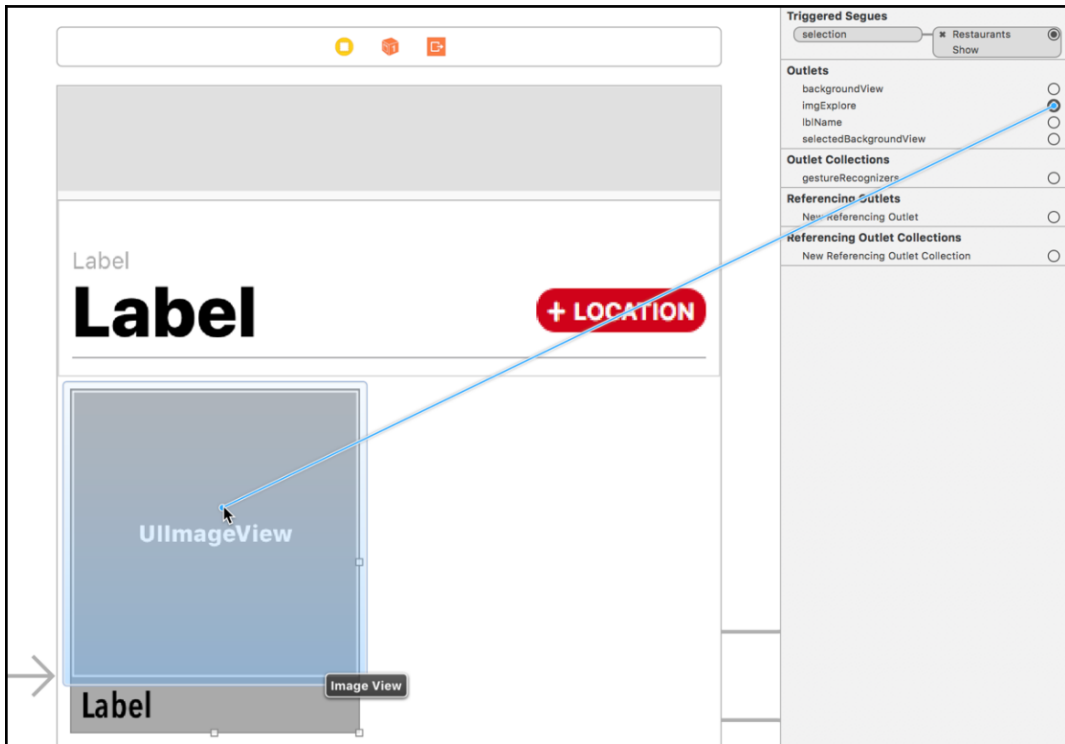 Triggered Segues
selection
Restaurants
Show
Outlets
backgroundView
imgExplore
lblName
selectedBackgroundView
Outlet Collections
gestureRecognizers
Referencing Outlets
New Referencing Outlet
Referencing Outlet Collections
New Referencing Outlet Collection
Label
Label
+ LOCATION
UIImageView
Image View
Label